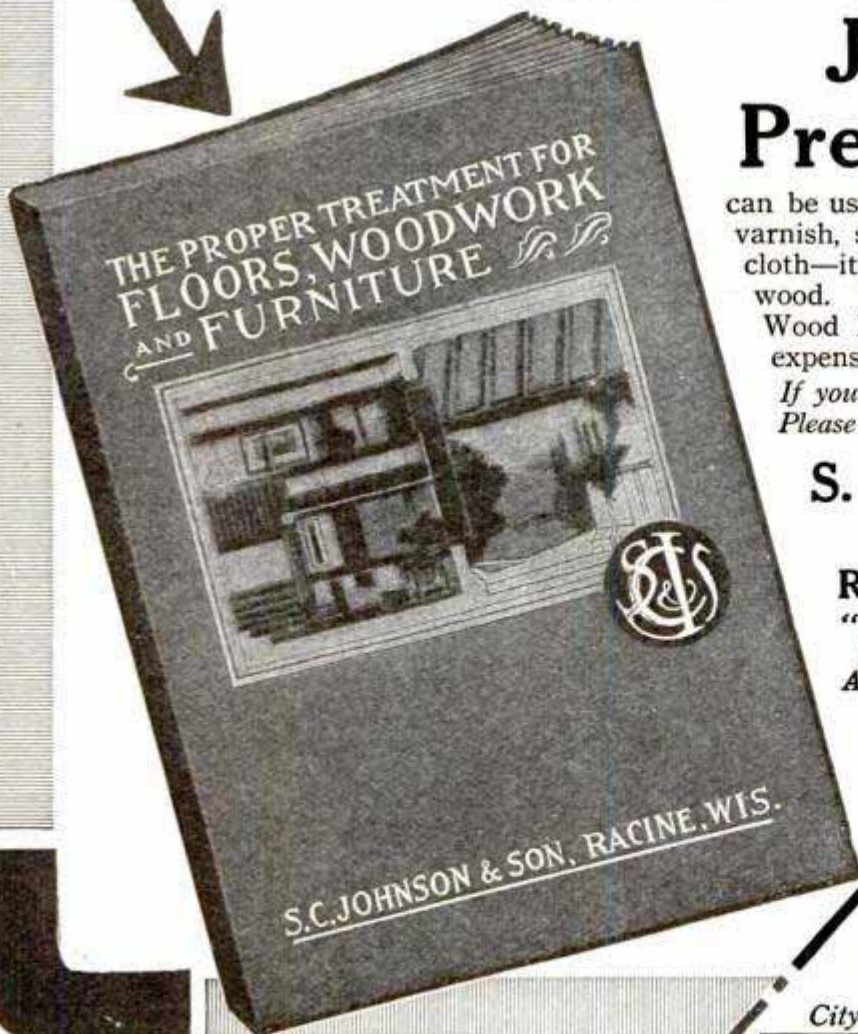 THE PROPER TREATMENT FOR
FLOORS, WOODWORK
AND FURNITURE
S.C.JOHNSON & SON, RACINE, WIS.
J
Pre
can be us
varnish, s
cloth—it
wood.
Wood
expens
If you
Please
S.
R
“
A
City